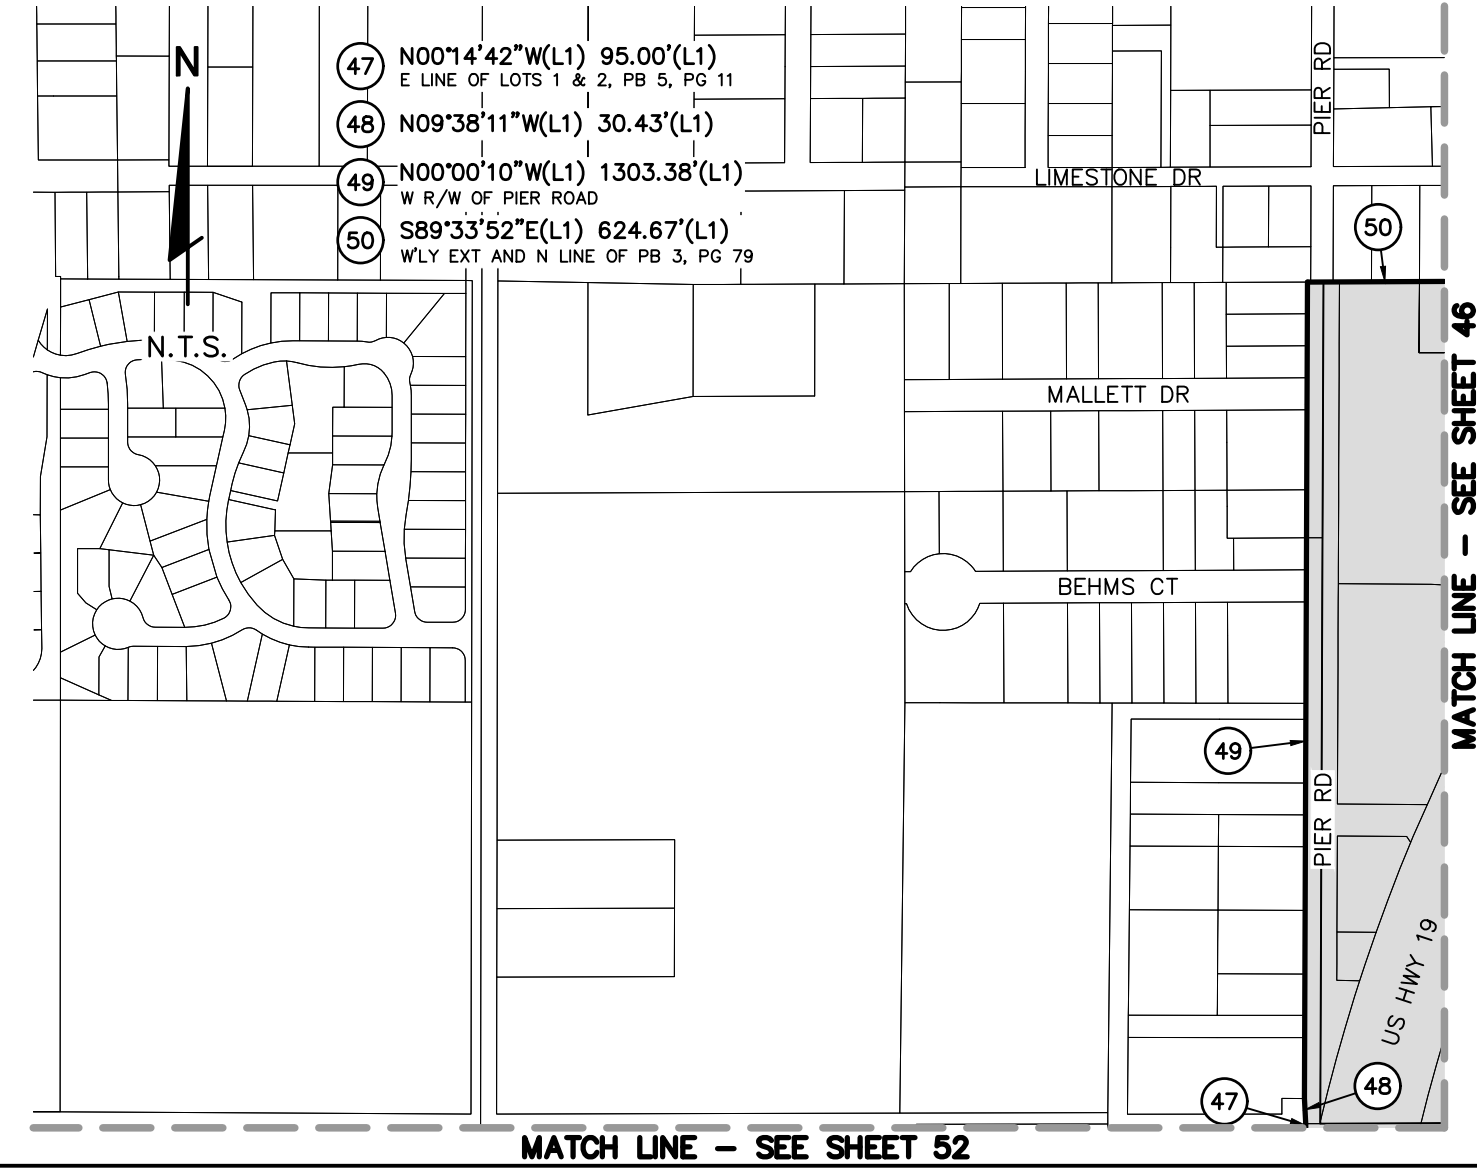 N
47 N00°14'42"W(L1) 95.00'(L1)
E LINE OF LOTS 1 & 2, PB 5, PG 11
48 N09°38'11"W(L1) 30.43'(L1)
49 N00°00'10"W(L1) 1303.38'(L1)
W R/W OF PIER ROAD
50 S89°33'52"E(L1) 624.67'(L1)
W'LY EXT AND N LINE OF PB 3, PG 79
N.T.S.
PIER RD
LIMESTONE DR
50
MALLETT DR
BEHMS CT
49
PIER RD
US HWY 19
47
48
MATCH LINE – SEE SHEET 46
MATCH LINE – SEE SHEET 52